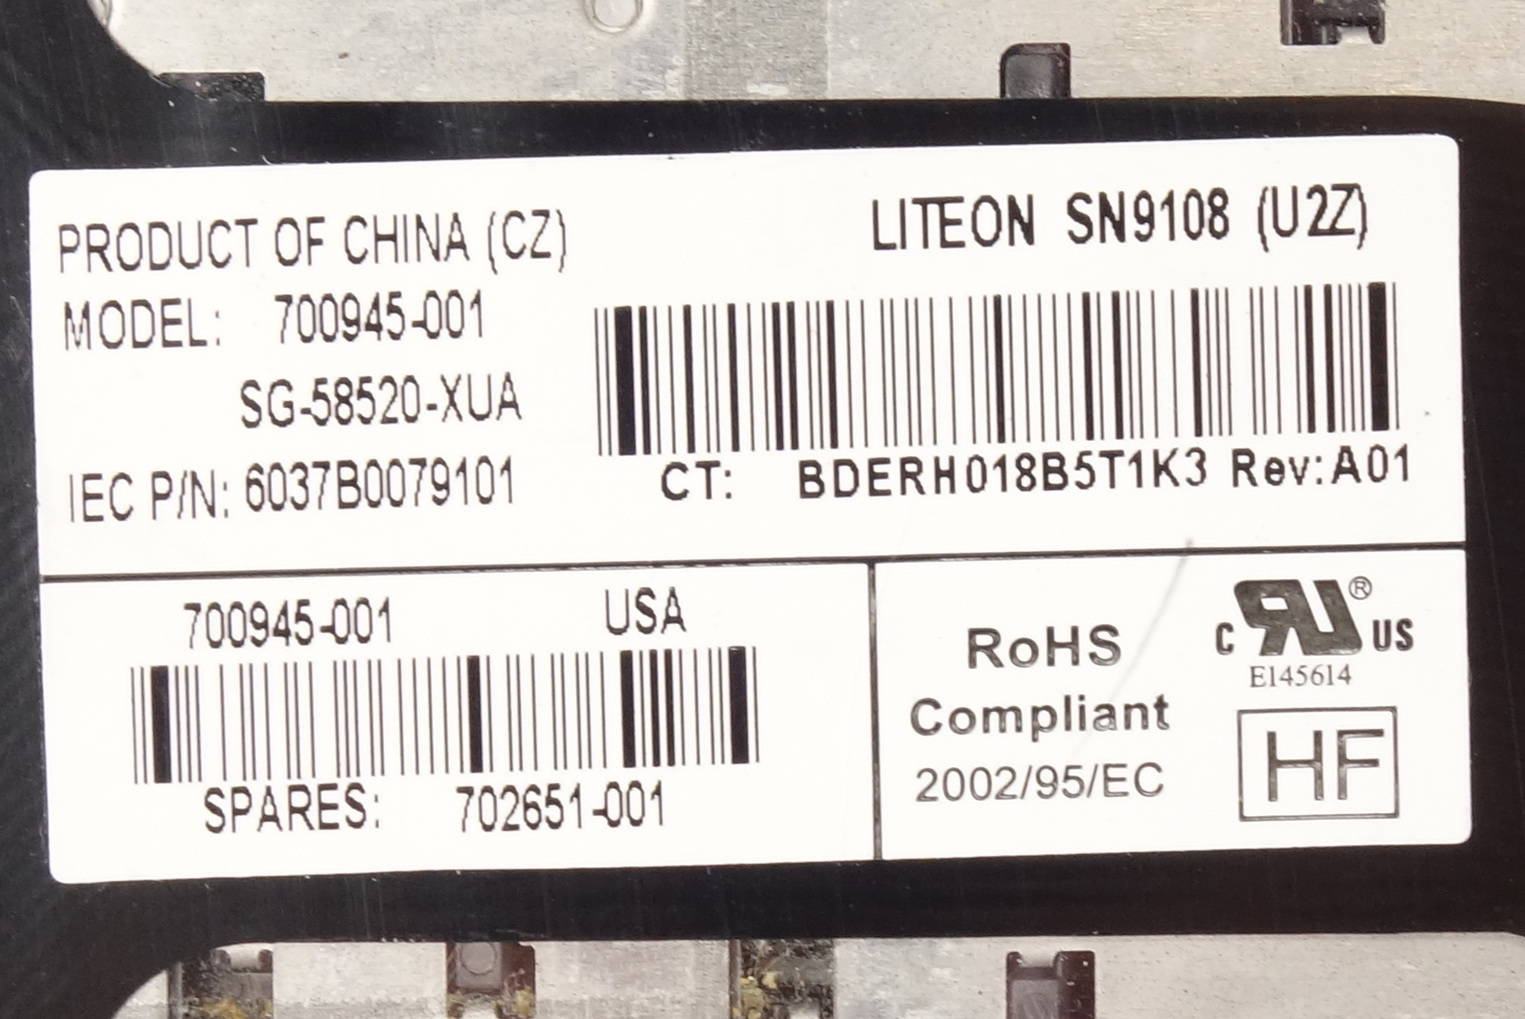 PRODUCT OF CHINA (CZ)
LITEON SN9108 (U2Z)
MODEL: 700945-001
SG-58520-XUA
IEC P/N: 6037B0079101
CT: BDERH018B5T1K3 Rev:A01
700945-001 USA
SPARES: 702651-001
RoHS
Compliant
2002/95/EC
C RU® US
E145614
HF